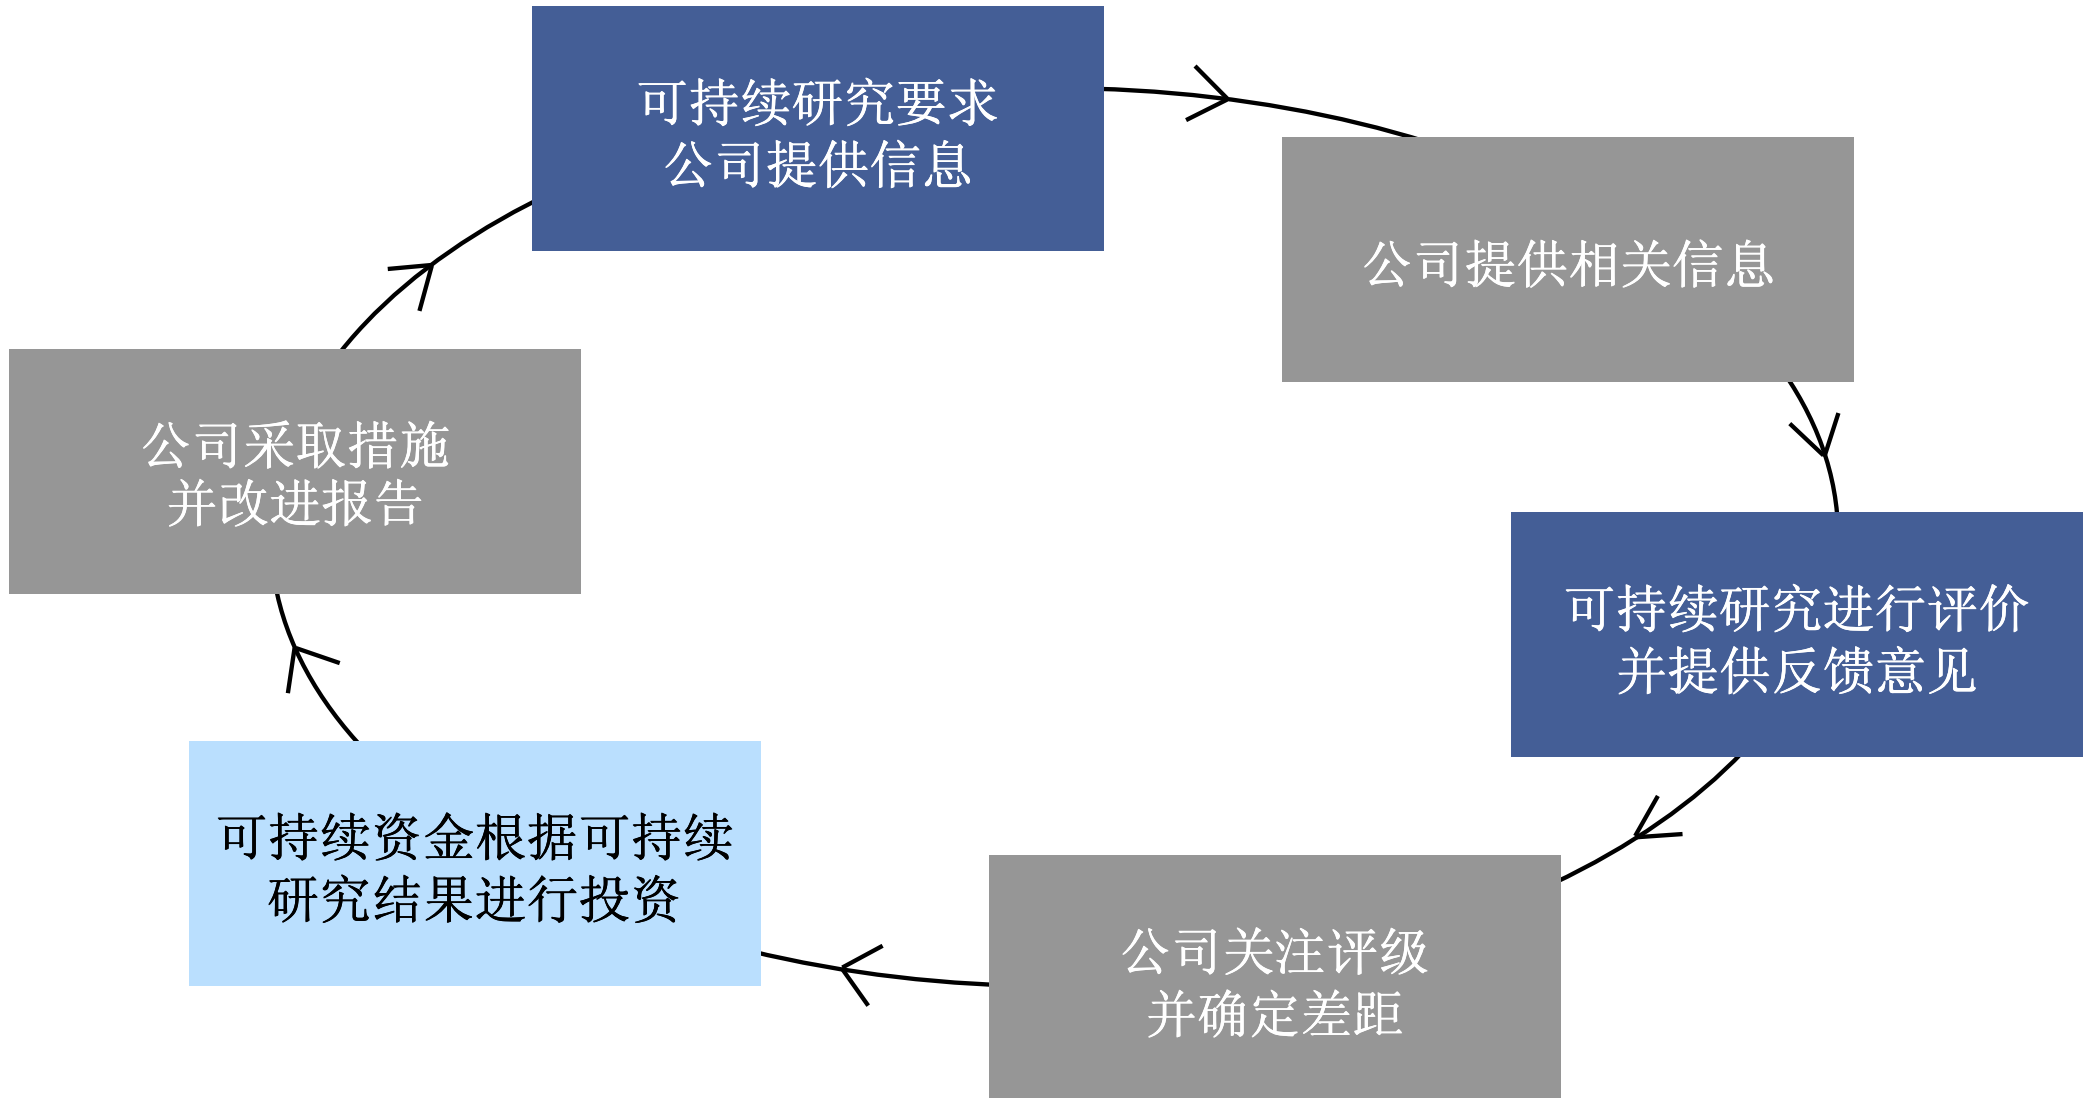 可持续研究要求
公司提供信息
公司提供相关信息
可持续研究进行评价
并提供反馈意见
公司关注评级
并确定差距
可持续资金根据可持续
研究结果进行投资
公司采取措施
并改进报告